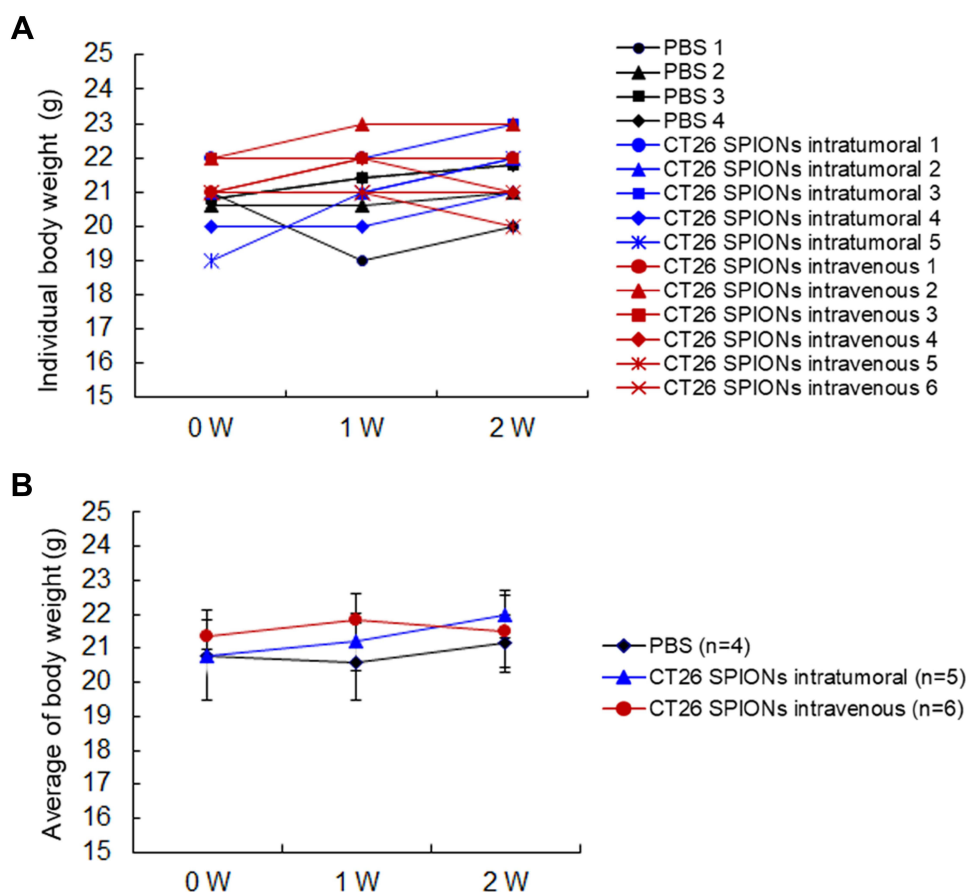 A
Individual body weight (g)
25
24
23
22
21
20
19
18
17
16
15
0 W
1 W
2 W
PBS 1
PBS 2
PBS 3
PBS 4
CT26 SPIONs intratumoral 1
CT26 SPIONs intratumoral 2
CT26 SPIONs intratumoral 3
CT26 SPIONs intratumoral 4
CT26 SPIONs intratumoral 5
CT26 SPIONs intravenous 1
CT26 SPIONs intravenous 2
CT26 SPIONs intravenous 3
CT26 SPIONs intravenous 4
CT26 SPIONs intravenous 5
CT26 SPIONs intravenous 6
B
Average of body weight (g)
25
24
23
22
21
20
19
18
17
16
15
0 W
1 W
2 W
PBS (n=4)
CT26 SPIONs intratumoral (n=5)
CT26 SPIONs intravenous (n=6)